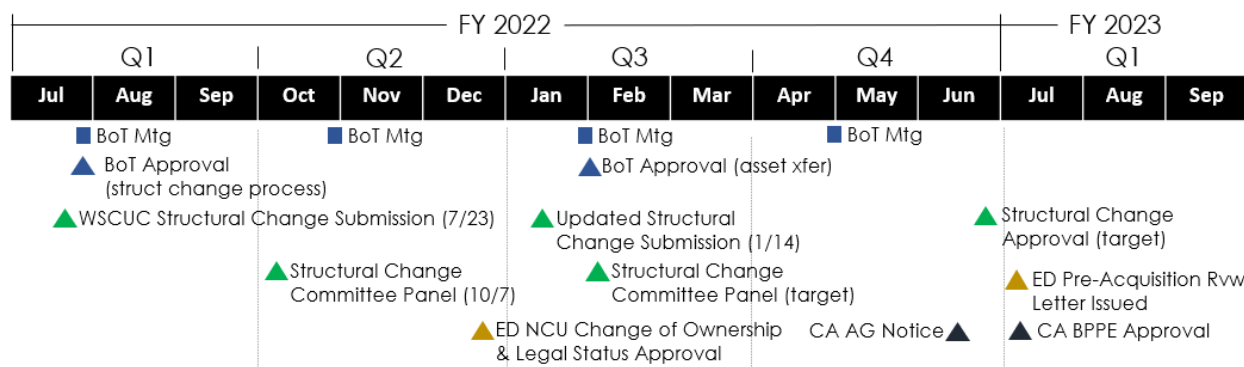 FY 2022
FY 2023
Q1
Q2
Q3
Q4
Q1
Jul
Aug
Sep
Oct
Nov
Dec
Jan
Feb
Mar
Apr
May
Jun
Jul
Aug
Sep
BoT Mtg
BoT Mtg
BoT Mtg
BoT Mtg
BoT Approval
(struct change process)
BoT Approval (asset xfer)
WSCUC Structural Change Submission (7/23)
Updated Structural
Change Submission (1/14)
Structural Change
Approval (target)
Structural Change
Committee Panel (10/7)
Structural Change
Committee Panel (target)
ED Pre-Acquisition Rvw
Letter Issued
ED NCU Change of Ownership
& Legal Status Approval
CA AG Notice
CA BPPE Approval